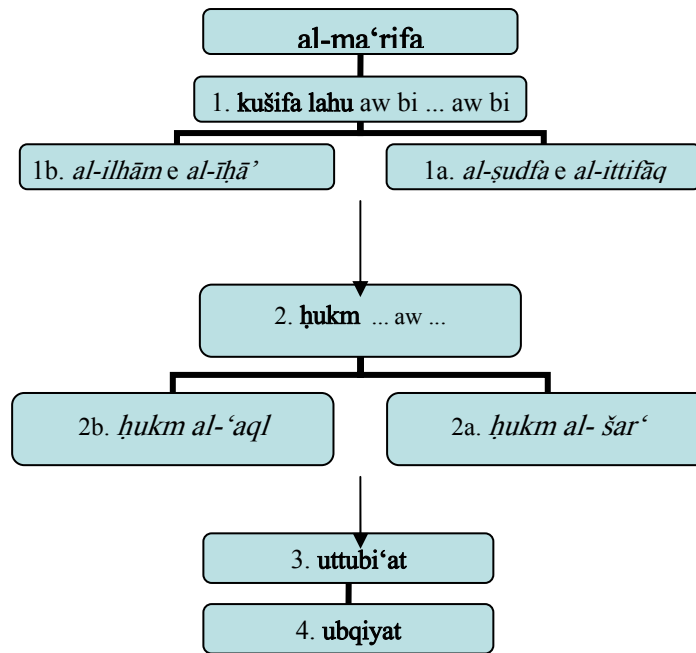 al-ma‘rifa
1. kušifa lahu aw bi ... aw bi
1b. al-ilhām e al-īḥā’
1a. al-ṣudfa e al-ittifāq
2. ḥukm ... aw ...
2b. ḥukm al-‘aql
2a. ḥukm al- šar‘
3. uttubi‘at
4. ubqiyat